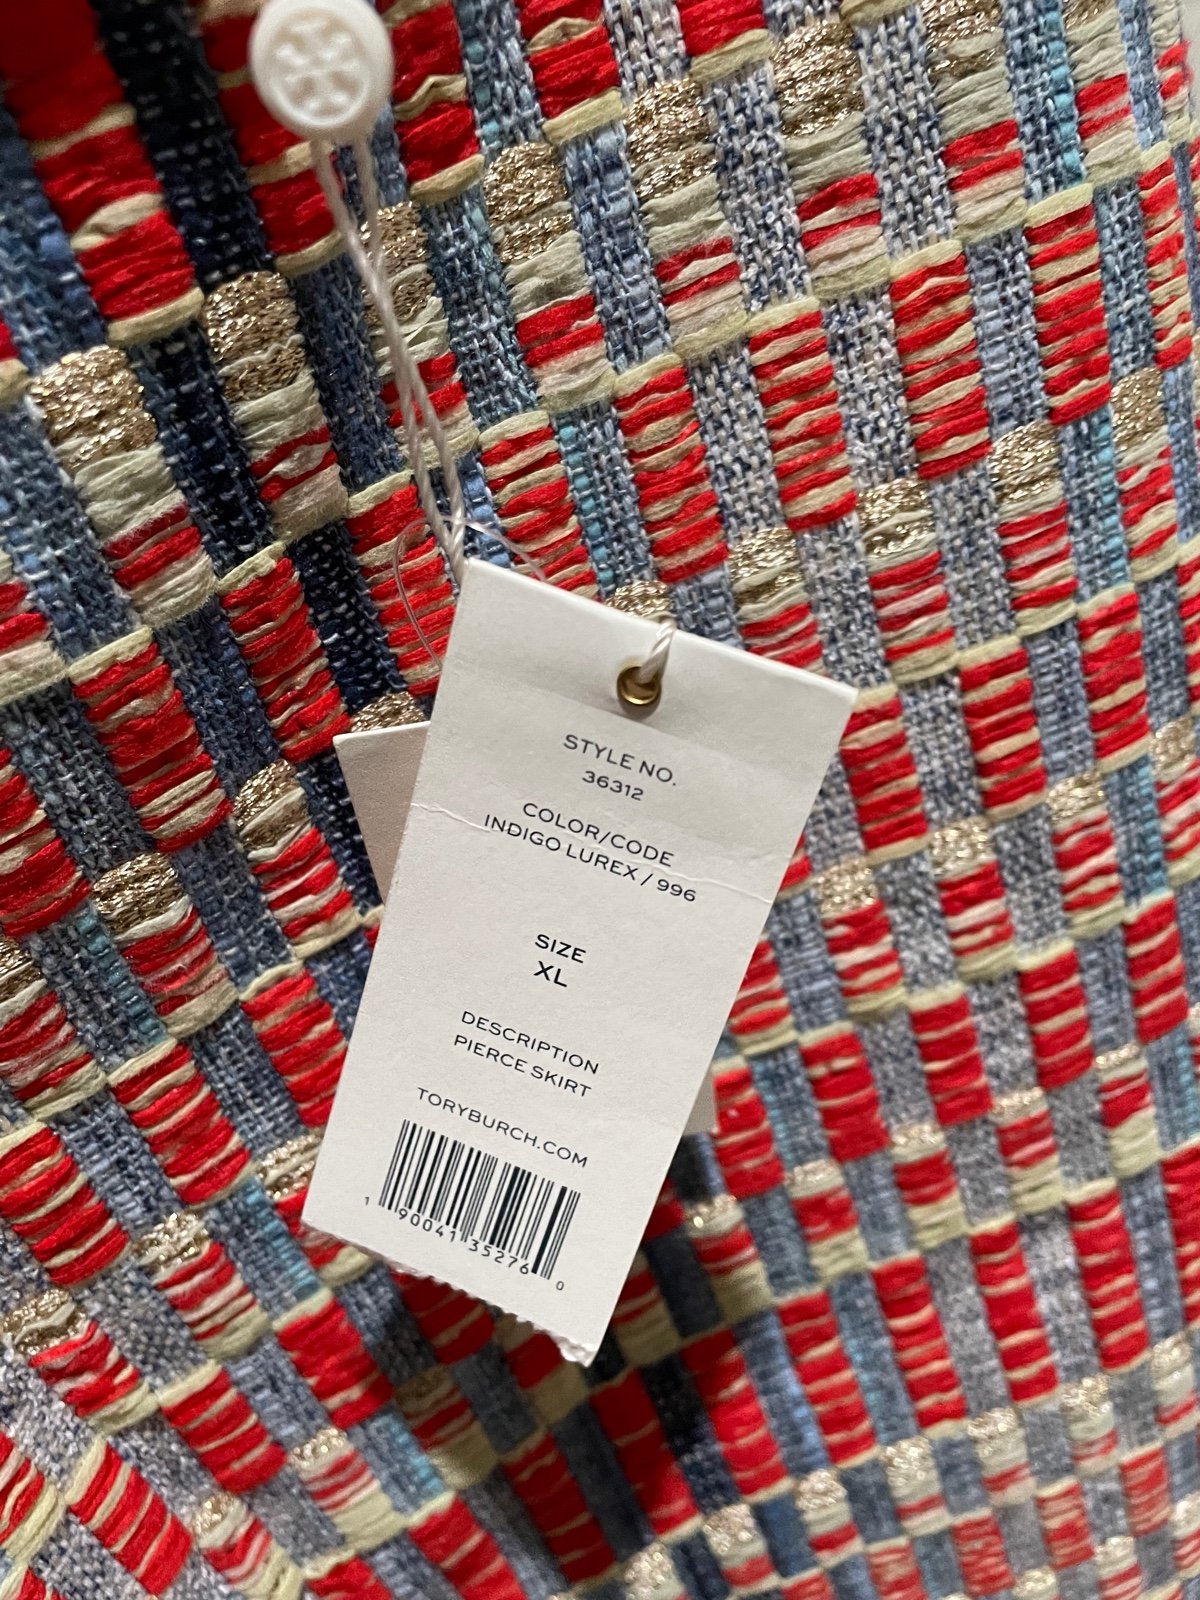 STYLE NO.
36312
COLOR/CODE
INDIGO LUREX / 996
SIZE
XL
DESCRIPTION
PIERCE SKIRT
TORYBURCH.COM
1 90041 35276 0